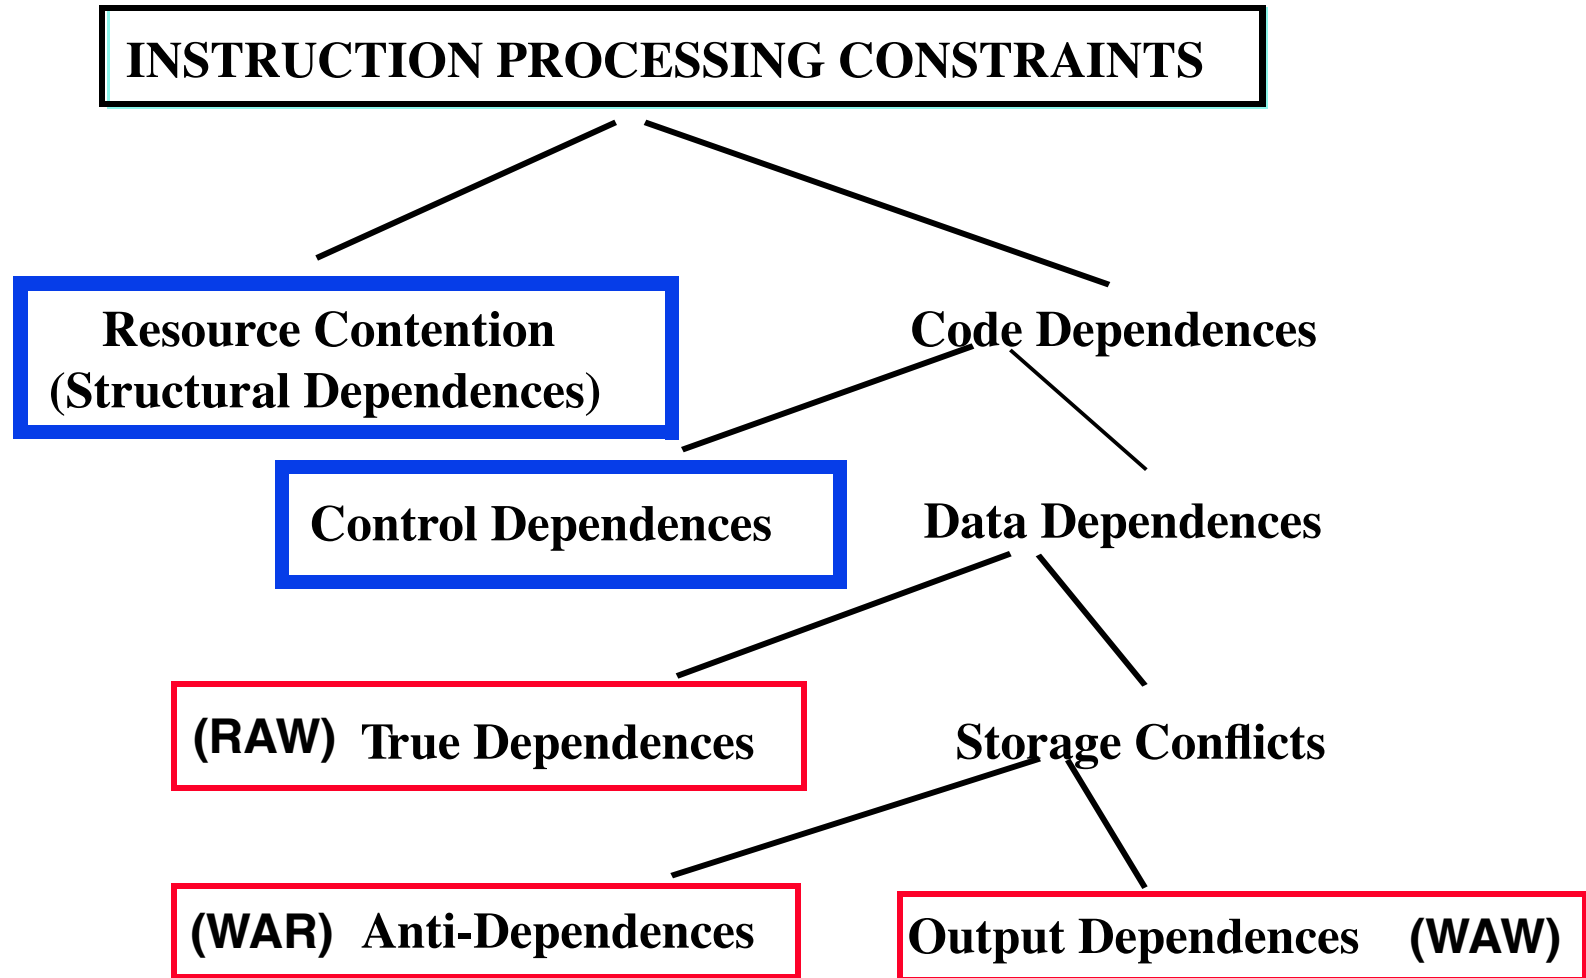 INSTRUCTION PROCESSING CONSTRAINTS
Resource Contention
(Structural Dependences)
Code Dependences
Control Dependences
Data Dependences
(RAW) True Dependences
Storage Conflicts
(WAR) Anti-Dependences
Output Dependences (WAW)